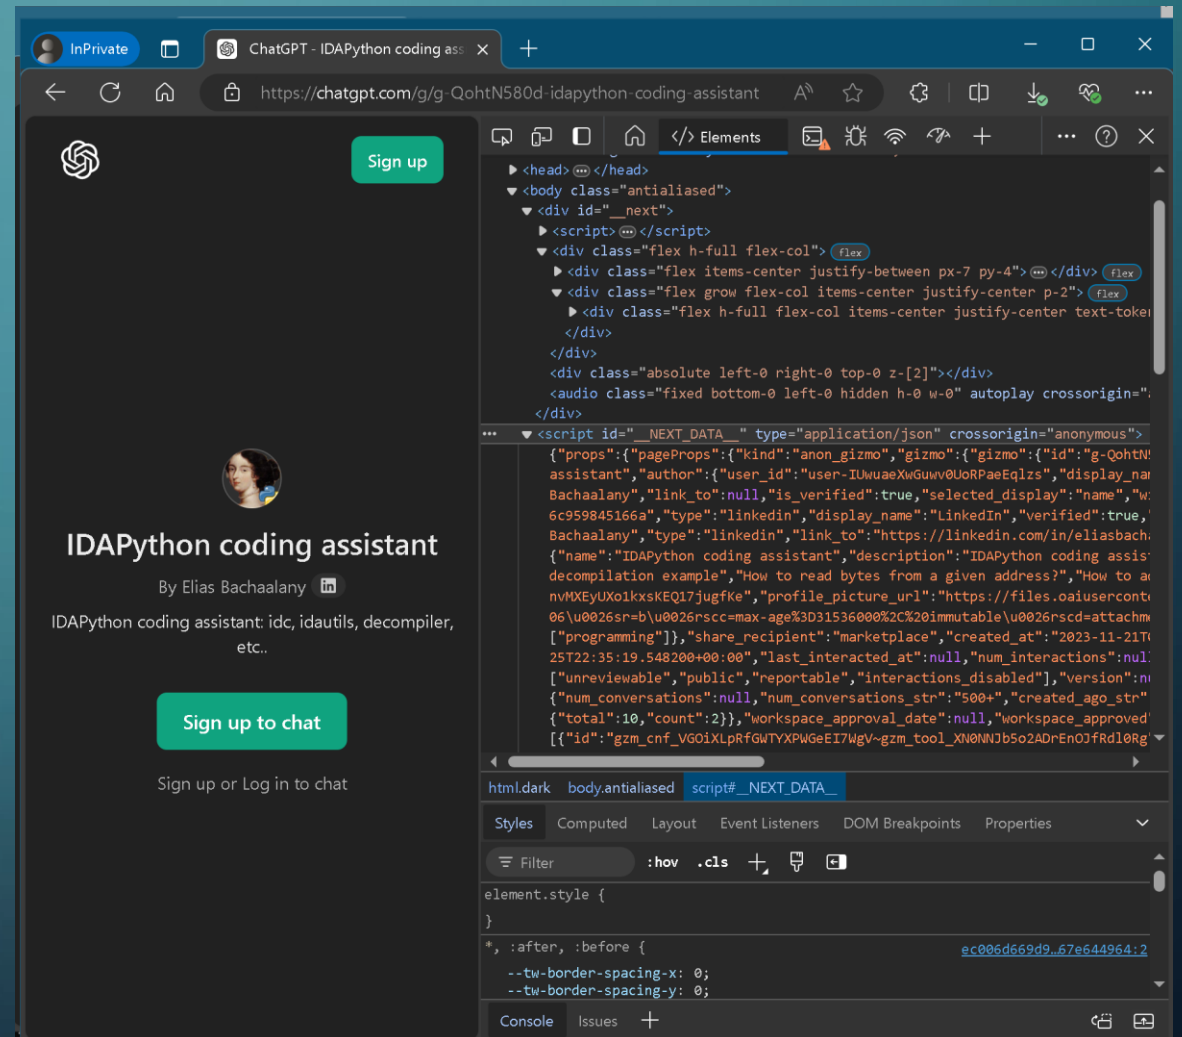 InPrivate
ChatGPT - IDAPython coding ass
https://chatgpt.com/g/g-QohtN580d-idapython-coding-assistant
Sign up
IDAPython coding assistant
By Elias Bachaalany in
IDAPython coding assistant: idc, idautils, decompiler,
etc..
Sign up to chat
Sign up or Log in to chat
</> Elements
<head>…</head>
<body class="antialiased">
<div id="__next">
<script>…</script>
<div class="flex h-full flex-col"> flex
<div class="flex items-center justify-between px-7 py-4">…</div> flex
<div class="flex grow flex-col items-center justify-center p-2"> flex
<div class="flex h-full flex-col items-center justify-center text-token
</div>
</div>
<div class="absolute left-0 right-0 top-0 z-[2]"></div>
<audio class="fixed bottom-0 left-0 hidden h-0 w-0" autoplay crossorigin="
</div>
<script id="__NEXT_DATA__" type="application/json" crossorigin="anonymous">
{"props":{"pageProps":{"kind":"anon_gizmo","gizmo":{"gizmo":{"id":"g-QohtN5
assistant","author":{"user_id":"user-IUwuaeXwGuwv0UoRPaeEqlzs","display_nam
Bachaalany","link_to":null,"is_verified":true,"selected_display":"name","w
6c959845166a","type":"linkedin","display_name":"LinkedIn","verified":true,"
Bachaalany","type":"linkedin","link_to":"https://linkedin.com/in/eliasbacha
{"name":"IDAPython coding assistant","description":"IDAPython coding assist
decompilation example","How to read bytes from a given address?","How to ad
nvMXEyUXo1kxsKEQ17jugfKe","profile_picture_url":"https://files.oaiuserconte
06\u0026sr=b\u0026rscc=max-age%3D31536000%2C%20immutable\u0026rscd=attachme
["programming"]},"share_recipient":"marketplace","created_at":"2023-11-21T0
25T22:35:19.548200+00:00","last_interacted_at":null,"num_interactions":null
["unreviewable","public","reportable","interactions_disabled"],"version":nu
{"num_conversations":null,"num_conversations_str":"500+","created_ago_str"
{"total":10,"count":2}},"workspace_approval_date":null,"workspace_approved"
[{"id":"gzm_cnf_VGOiXLpRfGWTYXPWGeEI7WgV~gzm_tool_XN0NNJb5o2ADrEnOJfRdl0Rg
html.dark body.antialiased script#__NEXT_DATA__
Styles Computed Layout Event Listeners DOM Breakpoints Properties
Filter :hov .cls
element.style {
}
*, :after, :before { ec006d669d9…67e644964:2
--tw-border-spacing-x: 0;
--tw-border-spacing-y: 0;
Console Issues